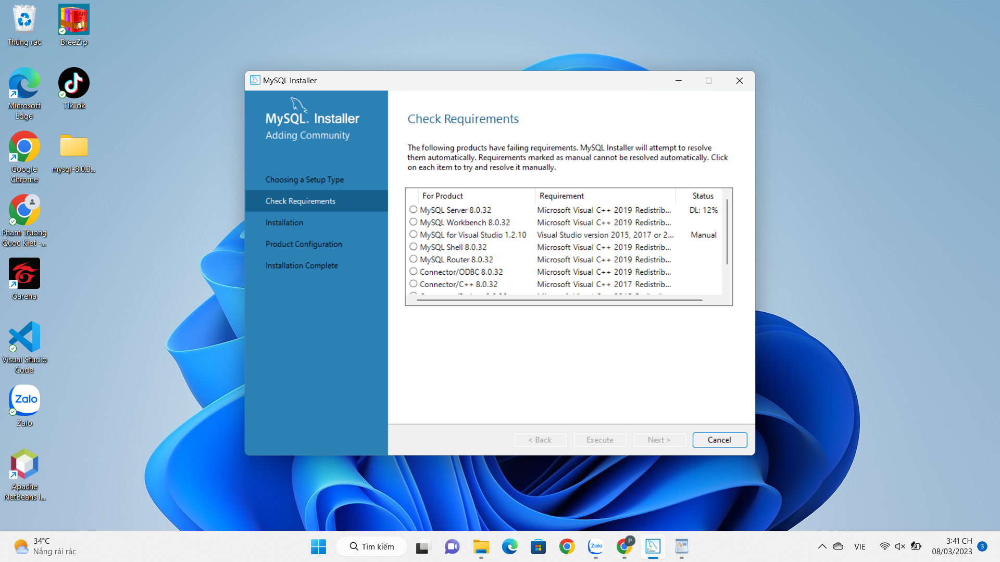 Thùng rác
BreeZip
Microsoft
Edge
TikTok
Google
Chrome
mysql-8.0.3...
Pham Truong
Quoc Kiet -...
Garena
Visual Studio
Code
Zalo
Apache
NetBeans I...
MySQL Installer
MySQL. Installer
Adding Community
Choosing a Setup Type
Check Requirements
Installation
Product Configuration
Installation Complete
Check Requirements
The following products have failing requirements. MySQL Installer will attempt to resolve
them automatically. Requirements marked as manual cannot be resolved automatically. Click
on each item to try and resolve it manually.
For Product Requirement Status
MySQL Server 8.0.32 Microsoft Visual C++ 2019 Redistrib... DL: 12%
MySQL Workbench 8.0.32 Microsoft Visual C++ 2019 Redistrib...
MySQL for Visual Studio 1.2.10 Visual Studio version 2015, 2017 or 2... Manual
MySQL Shell 8.0.32 Microsoft Visual C++ 2019 Redistrib...
MySQL Router 8.0.32 Microsoft Visual C++ 2019 Redistrib...
Connector/ODBC 8.0.32 Microsoft Visual C++ 2019 Redistrib...
Connector/C++ 8.0.32 Microsoft Visual C++ 2017 Redistrib...
< Back Execute Next > Cancel
34°C
Nắng rải rác
Tìm kiếm
Zalo
P
VIE
3:41 CH
08/03/2023
3